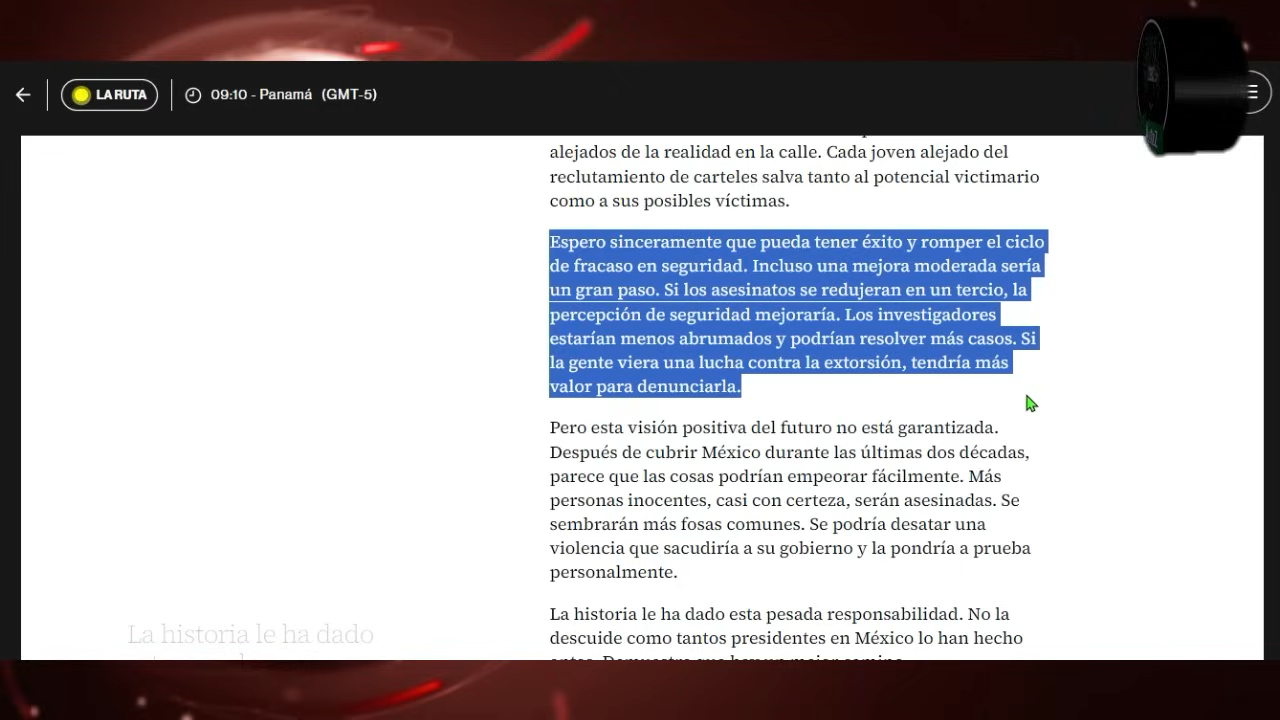 LA RUTA
09:10 - Panamá (GMT-5)
alejados de la realidad en la calle. Cada joven alejado del
reclutamiento de carteles salva tanto al potencial victimario
como a sus posibles víctimas.
Espero sinceramente que pueda tener éxito y romper el ciclo
de fracaso en seguridad. Incluso una mejora moderada sería
un gran paso. Si los asesinatos se redujeran en un tercio, la
percepción de seguridad mejoraría. Los investigadores
estarían menos abrumados y podrían resolver más casos. Si
la gente viera una lucha contra la extorsión, tendría más
valor para denunciarla.
Pero esta visión positiva del futuro no está garantizada.
Después de cubrir México durante las últimas dos décadas,
parece que las cosas podrían empeorar fácilmente. Más
personas inocentes, casi con certeza, serán asesinadas. Se
sembrarán más fosas comunes. Se podría desatar una
violencia que sacudiría a su gobierno y la pondría a prueba
personalmente.
La historia le ha dado esta pesada responsabilidad. No la
descuide como tantos presidentes en México lo han hecho
La historia le ha dado